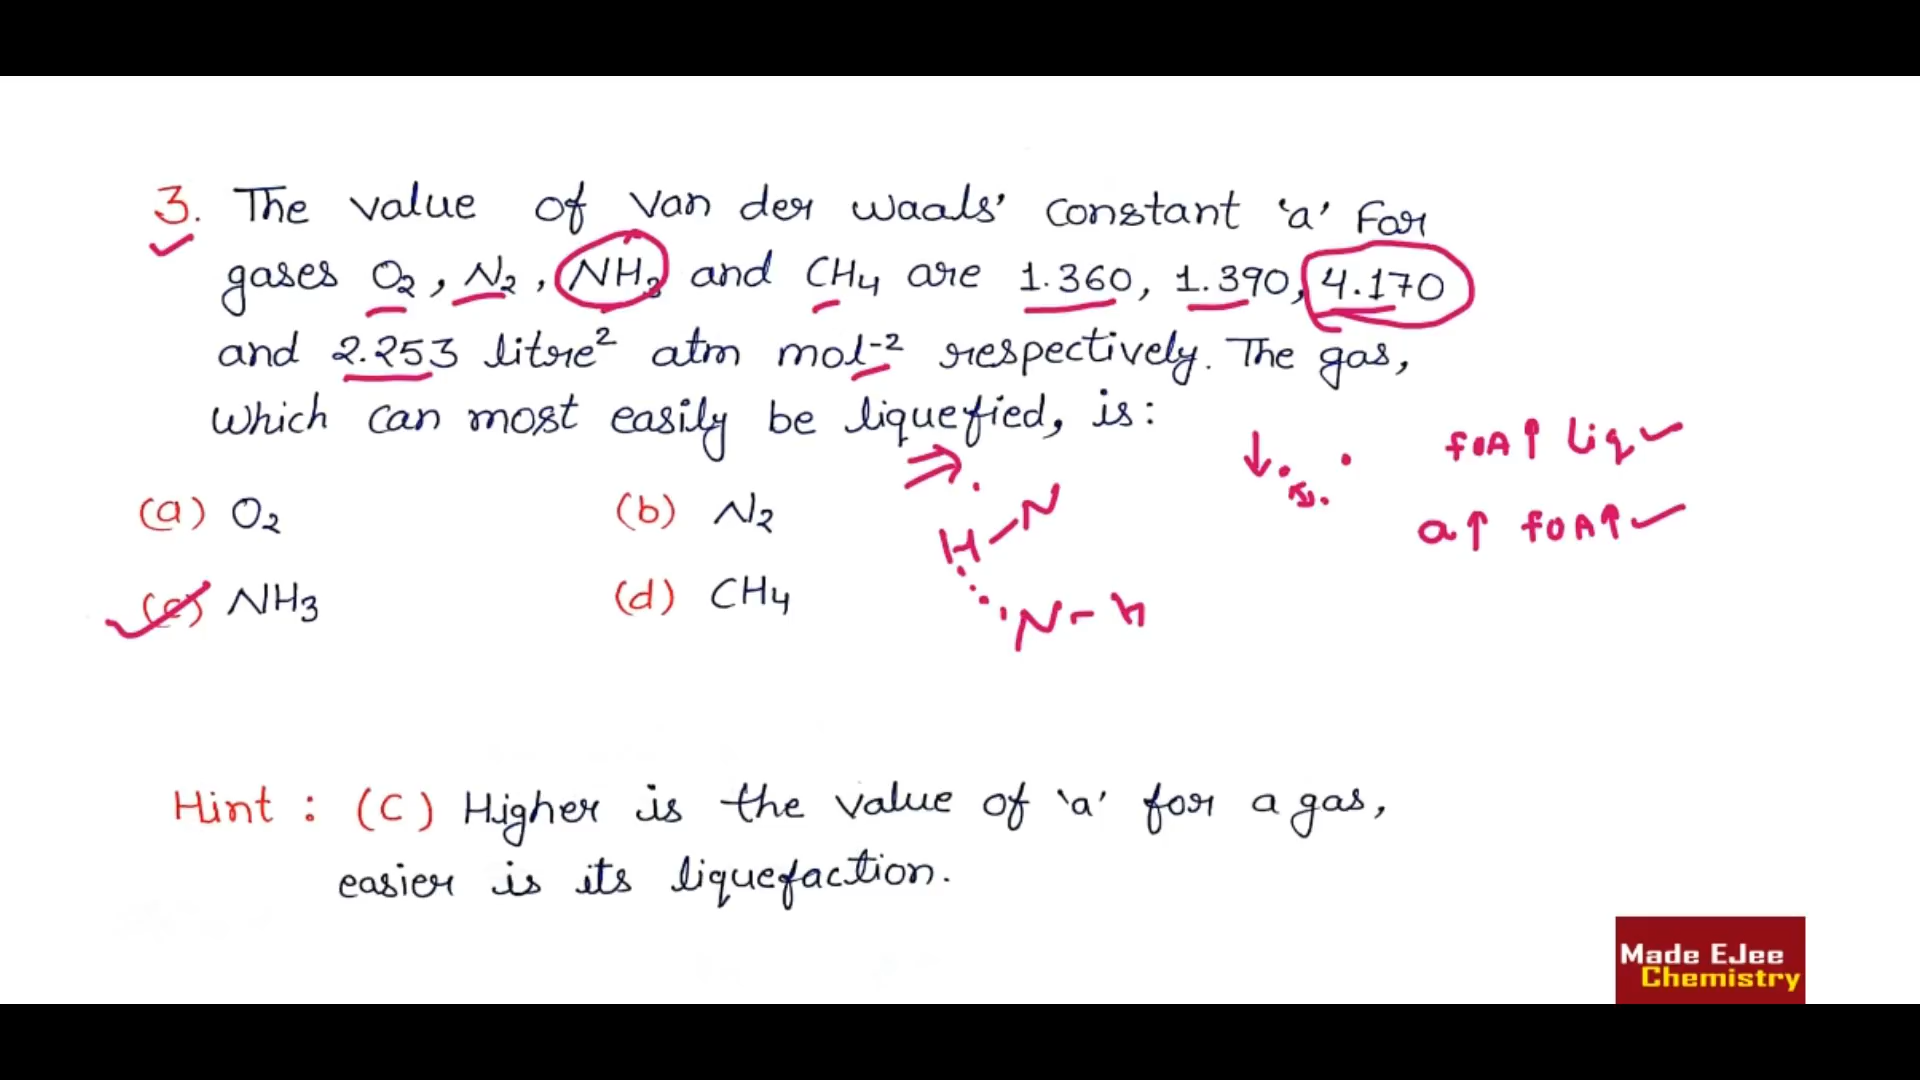 3. The value of Van der waals' constant 'a' For
gases O₂, N₂, NH₃ and CH₄ are 1.360, 1.390, 4.170
and 2.253 litre² atm mol⁻² respectively. The gas,
which can most easily be liquefied, is:
foA↑ Liq ✓
a↑ foA↑ ✓
(a) O₂ (b) N₂
(c) NH₃ (d) CH₄
H–N
N–H
Hint : (C) Higher is the value of 'a' for a gas,
easier is its liquefaction.
Made EJee
Chemistry